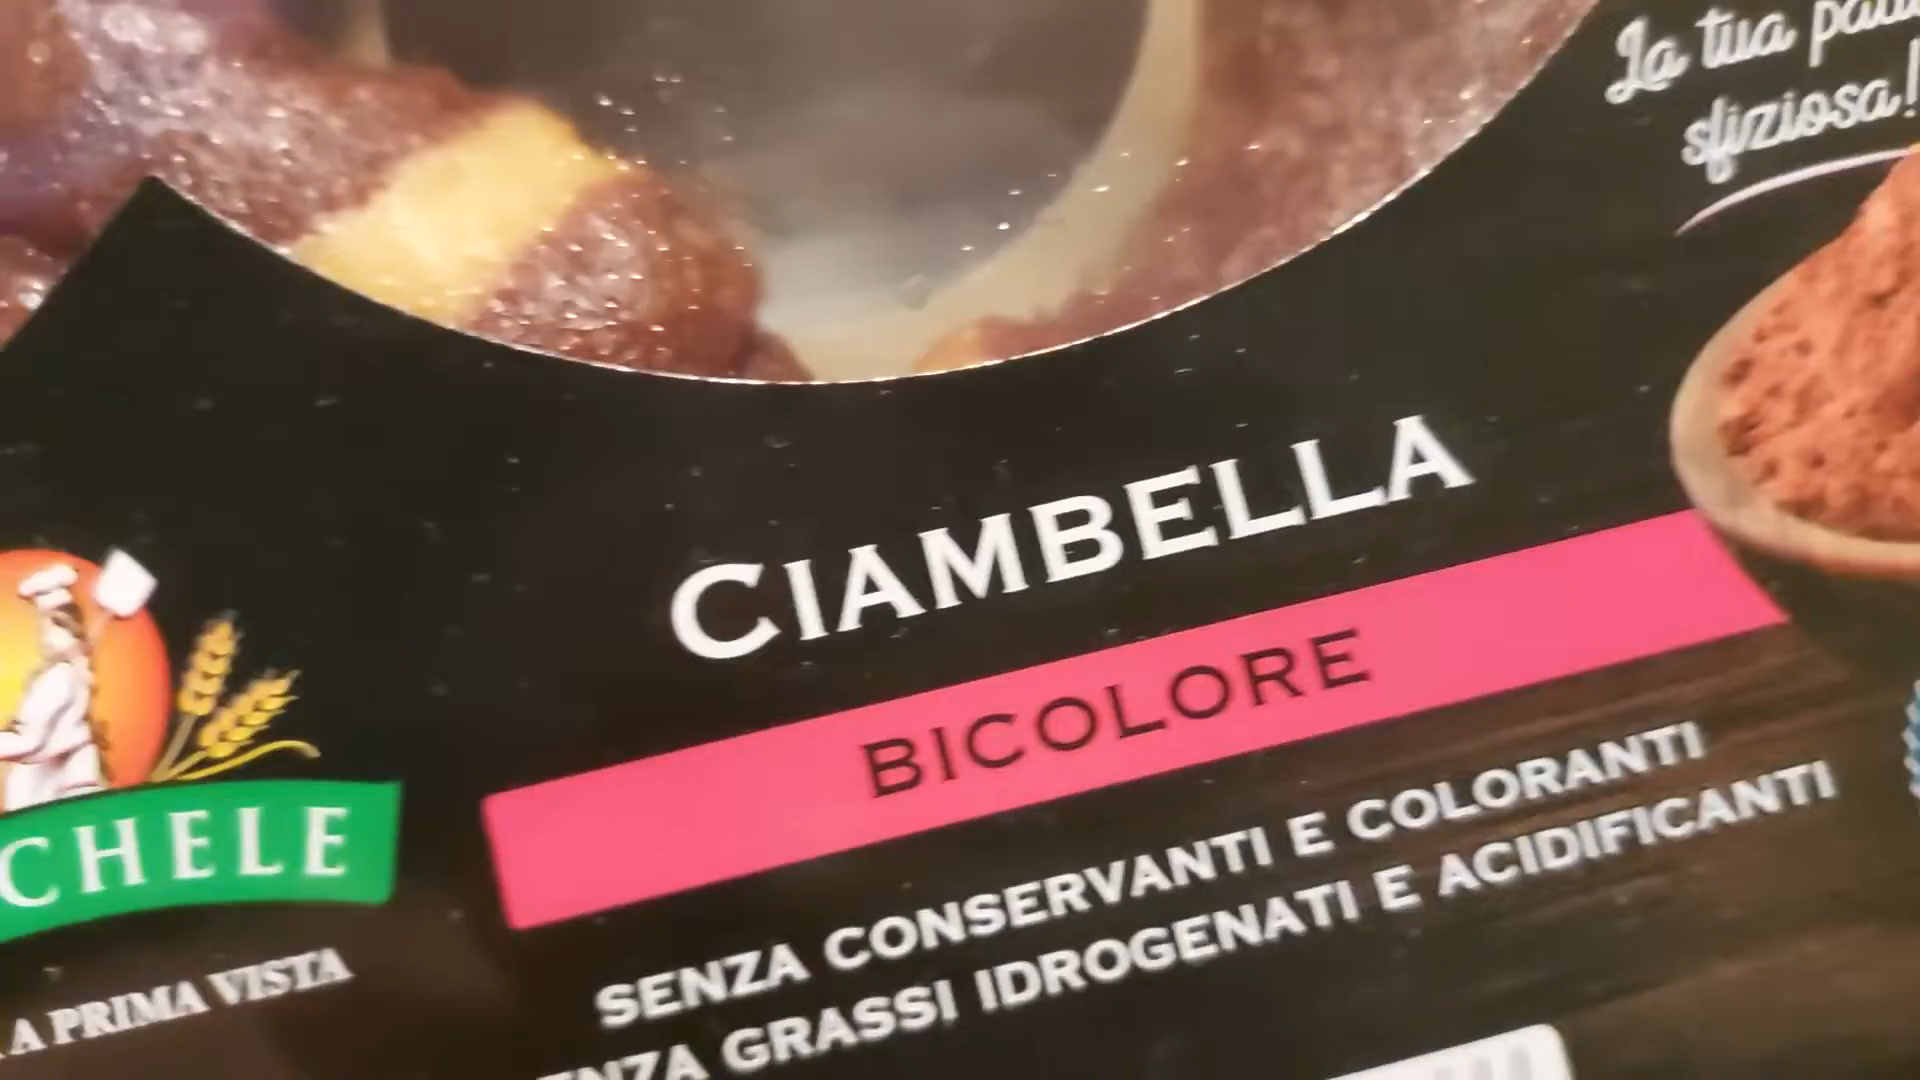 La tua
sfiziosa!
CIAMBELLA
BICOLORE
SENZA CONSERVANTI E COLORANTI
GRASSI IDROGENATI E ACIDIFICANTI
CHELE
A PRIMA VISTA